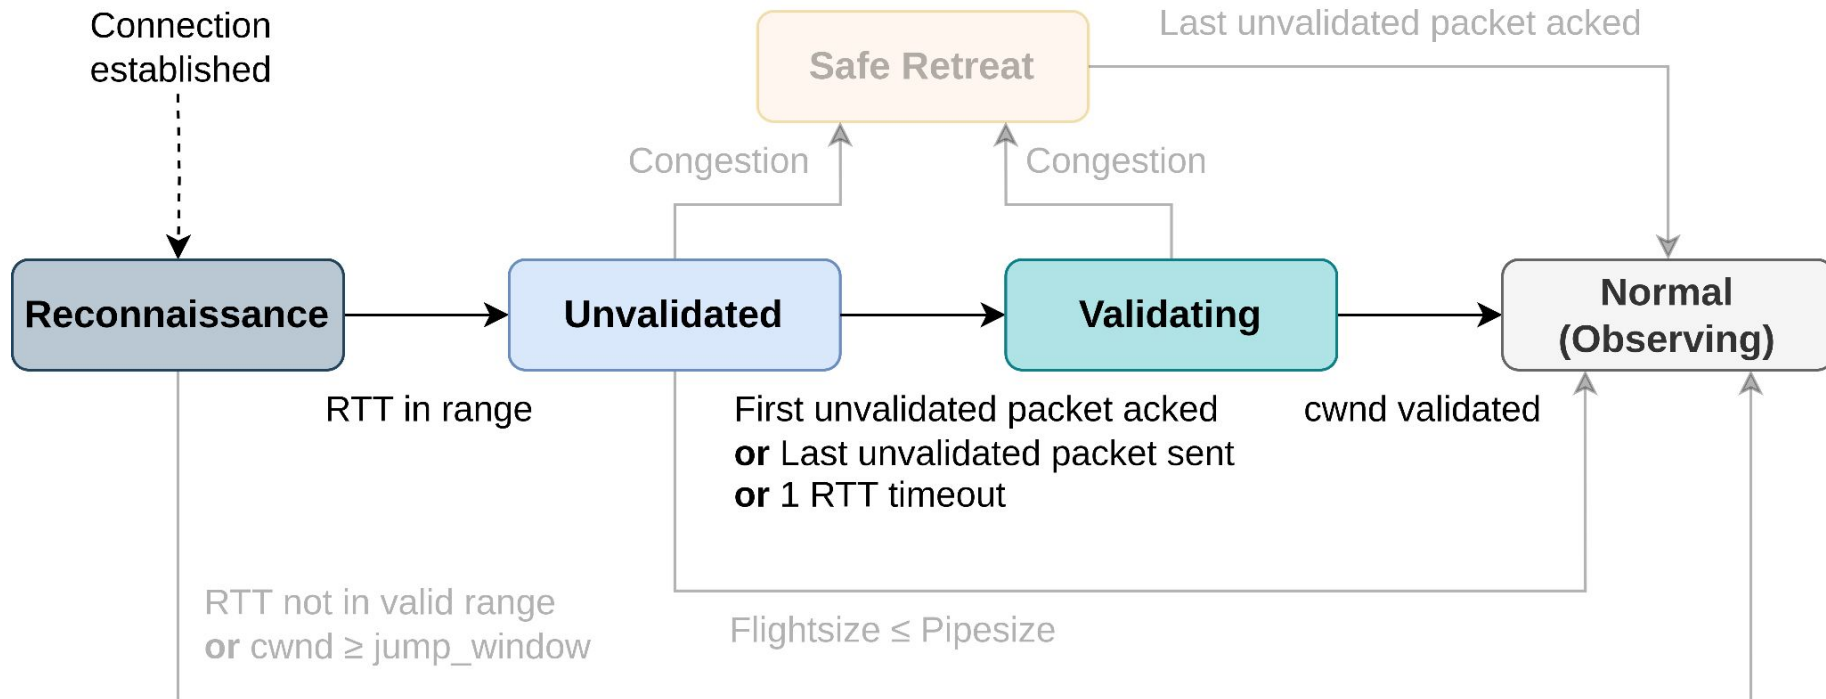 Connection
established
Safe Retreat
Last unvalidated packet acked
Congestion
Congestion
Reconnaissance
Unvalidated
Validating
Normal
(Observing)
RTT in range
First unvalidated packet acked
or Last unvalidated packet sent
or 1 RTT timeout
cwnd validated
RTT not in valid range
or cwnd ≥ jump_window
Flightsize ≤ Pipesize